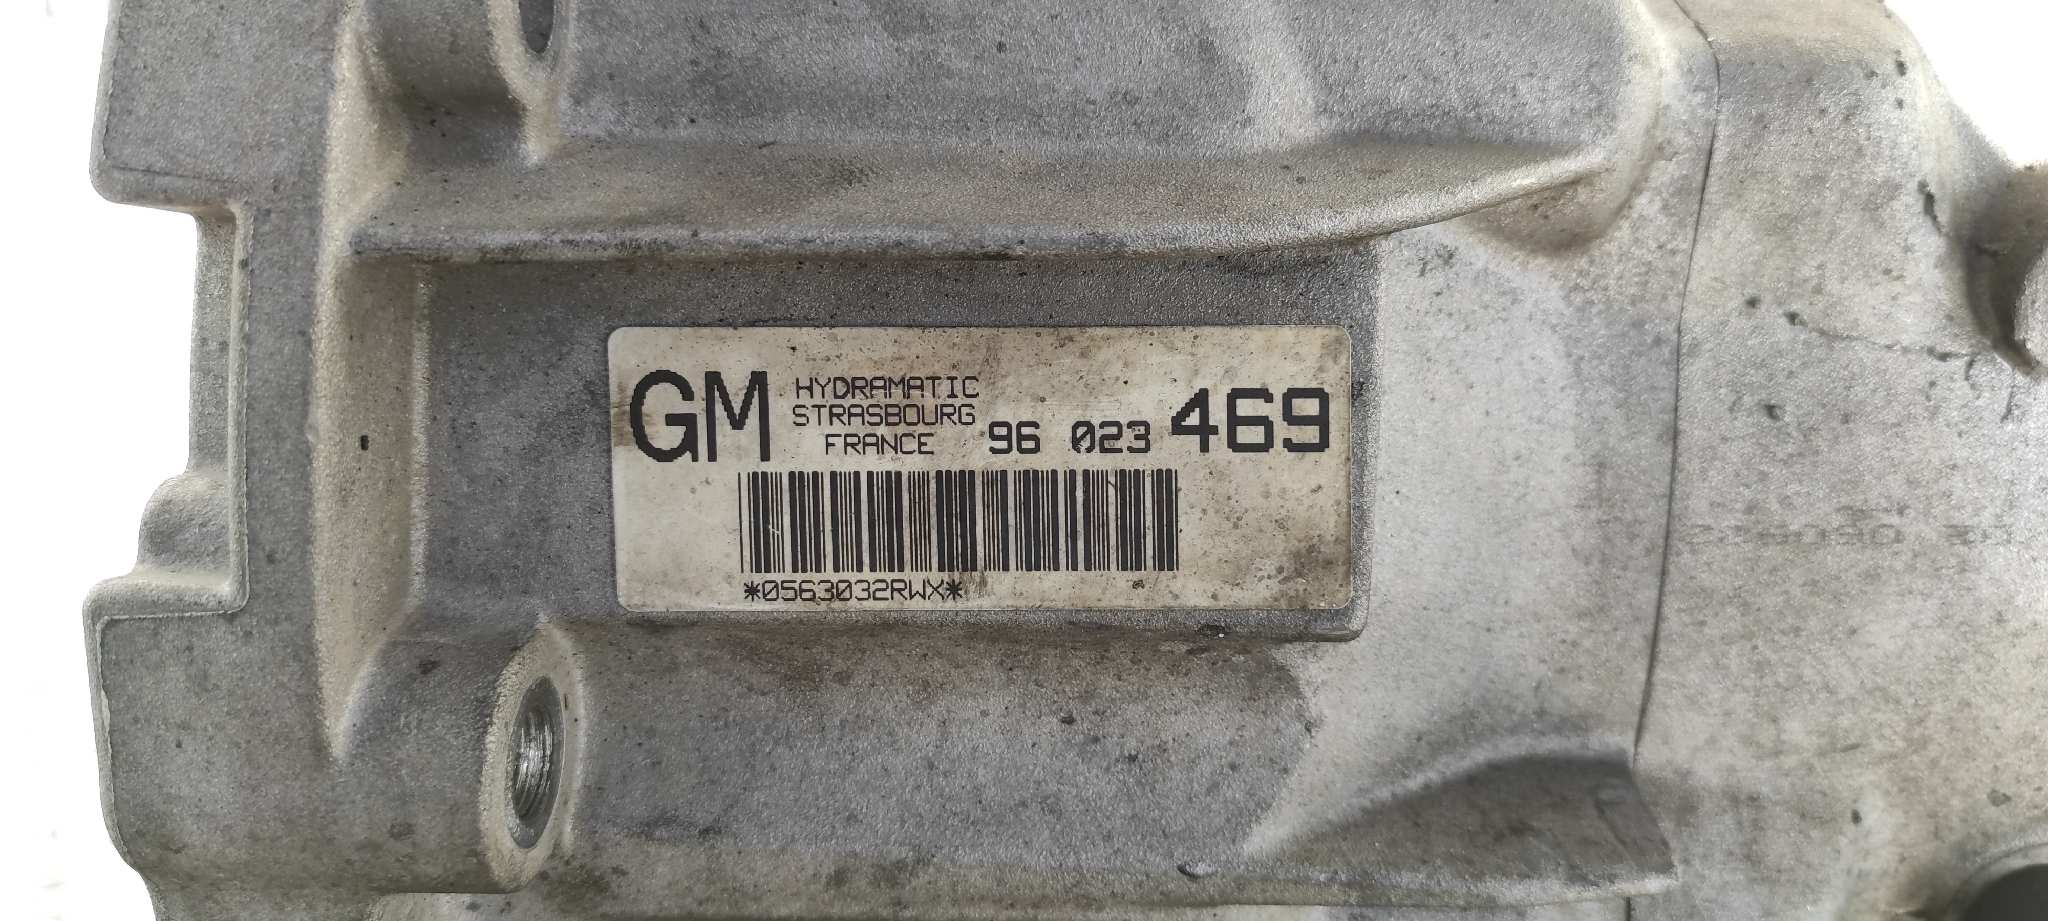 GM HYDRAMATIC
STRASBOURG
FRANCE 96 023 469
*0563032RWX*